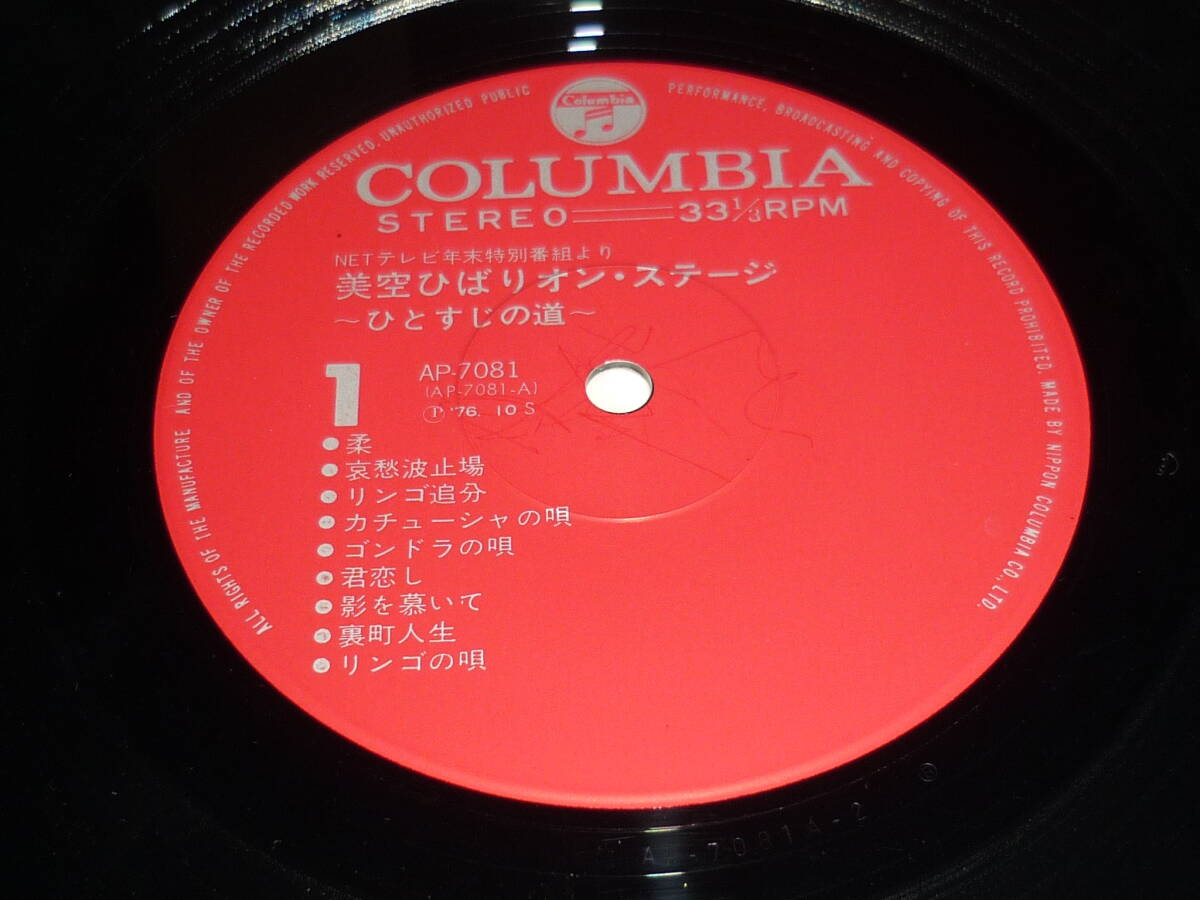 Columbia
ALL RIGHTS OF THE MANUFACTURE AND OF THE OWNER OF THE RECORDED WORK RESERVED. UNAUTHORIZED PUBLIC PERFORMANCE, BROADCASTING AND COPYING OF THIS RECORD PROHIBITED. MADE BY NIPPON COLUMBIA CO., LTD.
COLUMBIA
STEREO 33⅓RPM
NETテレビ年末特別番組より
美空ひばりオン・ステージ
～ひとすじの道～
1
AP-7081
(AP-7081-A)
Ⓟ '76. 10 S
● 柔
● 哀愁波止場
● リンゴ追分
● カチューシャの唄
● ゴンドラの唄
● 君恋し
● 影を慕いて
● 裏町人生
● リンゴの唄
7081A-2